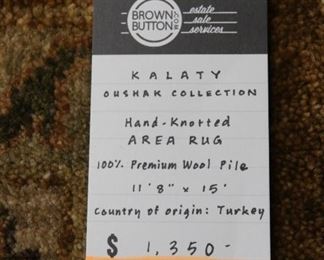 BROWN
BUTTON
.COM
estate
sale
services
KALATY
OUSHAK COLLECTION
Hand-Knotted
AREA RUG
100% Premium Wool Pile
11'8" x 15'
Country of origin: Turkey
$ 1,350-